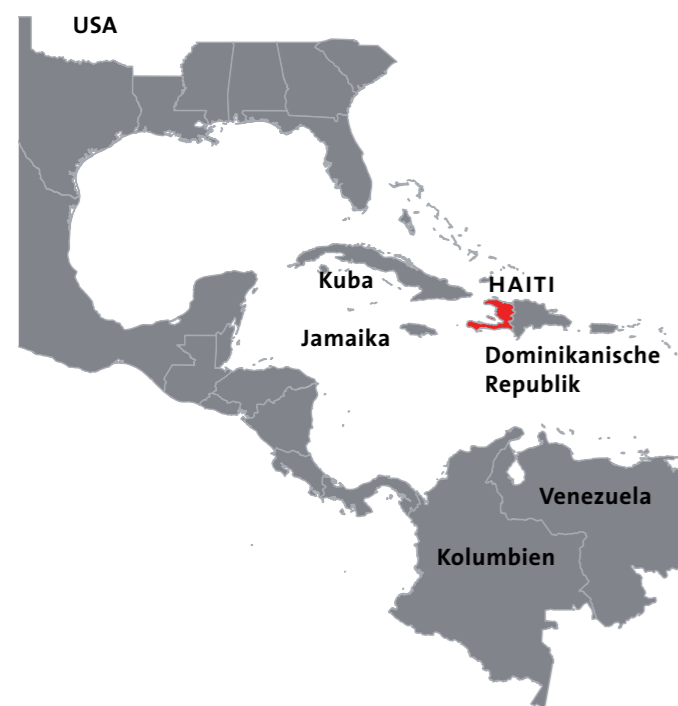 USA
HAITI
Kuba
Jamaika
Dominikanische
Republik
Venezuela
Kolumbien